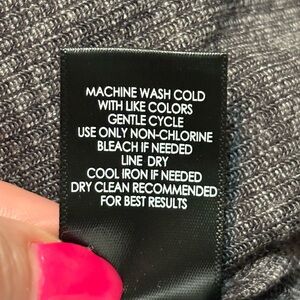 MACHINE WASH COLD
WITH LIKE COLORS
GENTLE CYCLE
USE ONLY NON-CHLORINE
BLEACH IF NEEDED
LINE DRY
COOL IRON IF NEEDED
DRY CLEAN RECOMMENDED
FOR BEST RESULTS